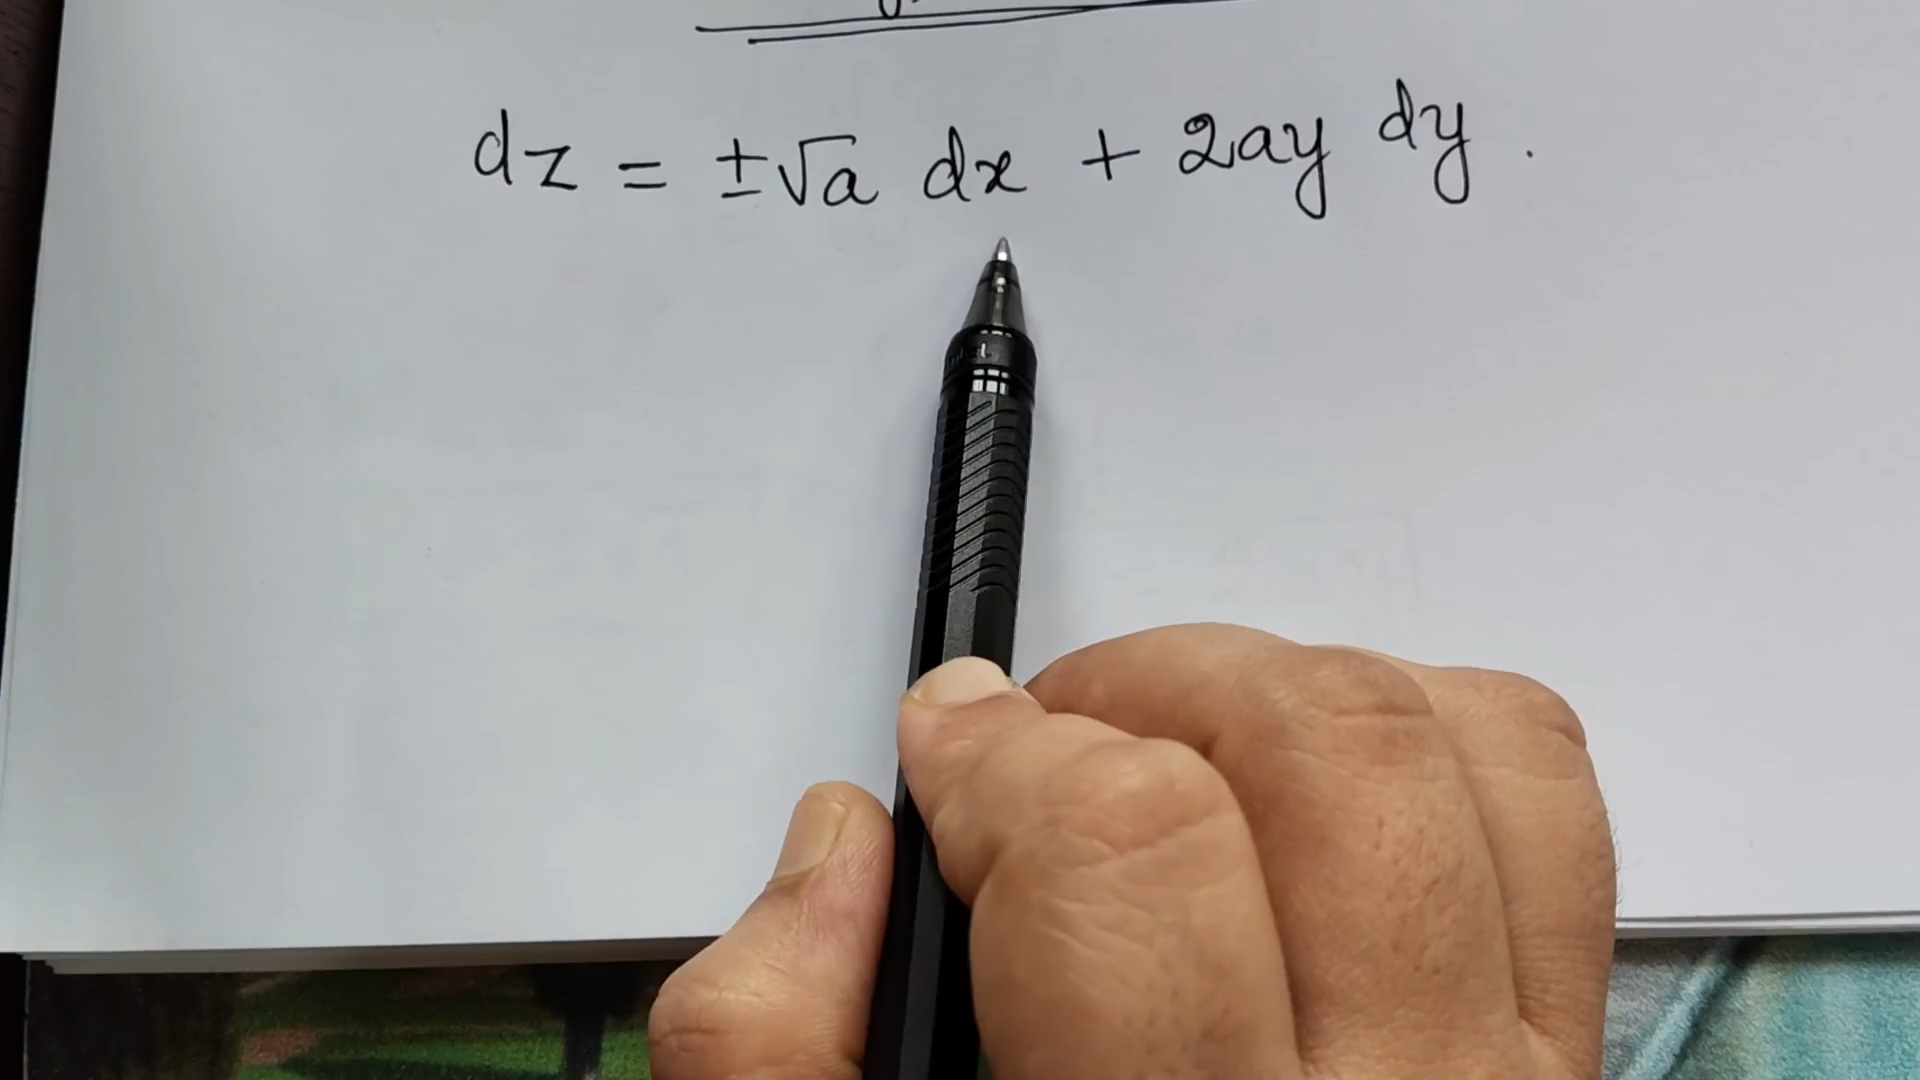 dz = ±√a dx + 2ay dy .